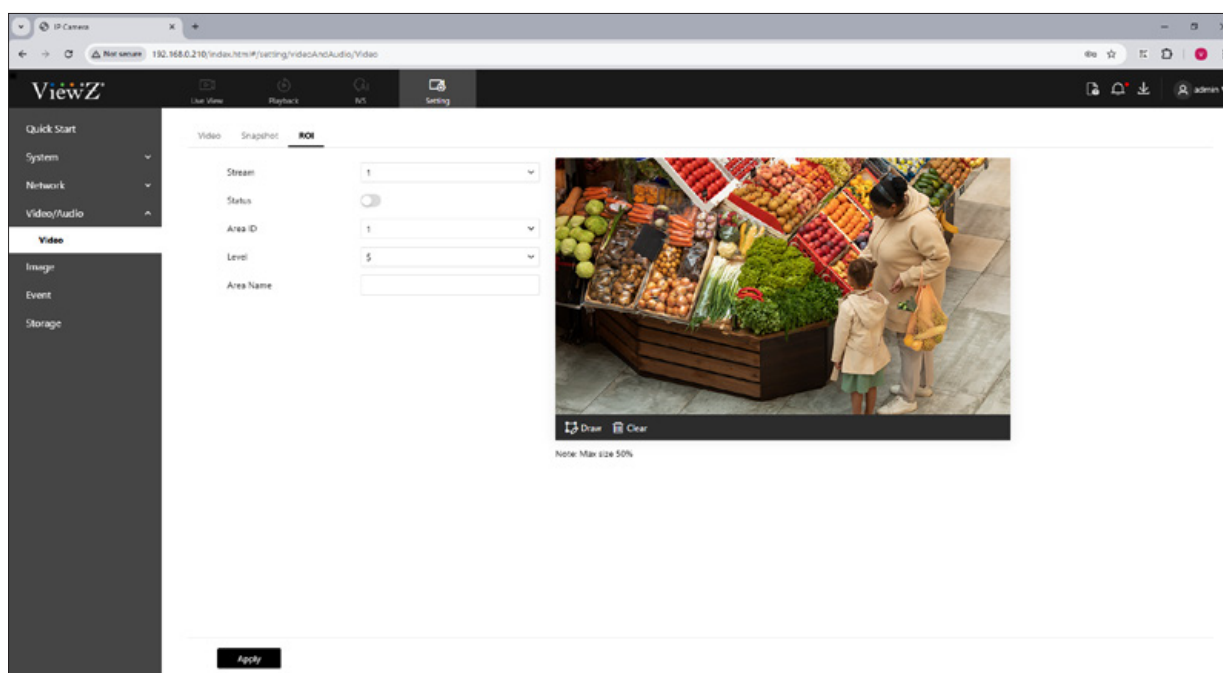 IP Camera
Not secure 192.168.0.210/index.html#/setting/videoAndAudio/Video
ViewZ
Live View Playback IVS Setting
admin
Quick Start
System
Network
Video/Audio
Video
Image
Event
Storage
Video Snapshot ROI
Stream 1
Status
Area ID 1
Level 5
Area Name
Draw Clear
Note: Max size 50%
Apply